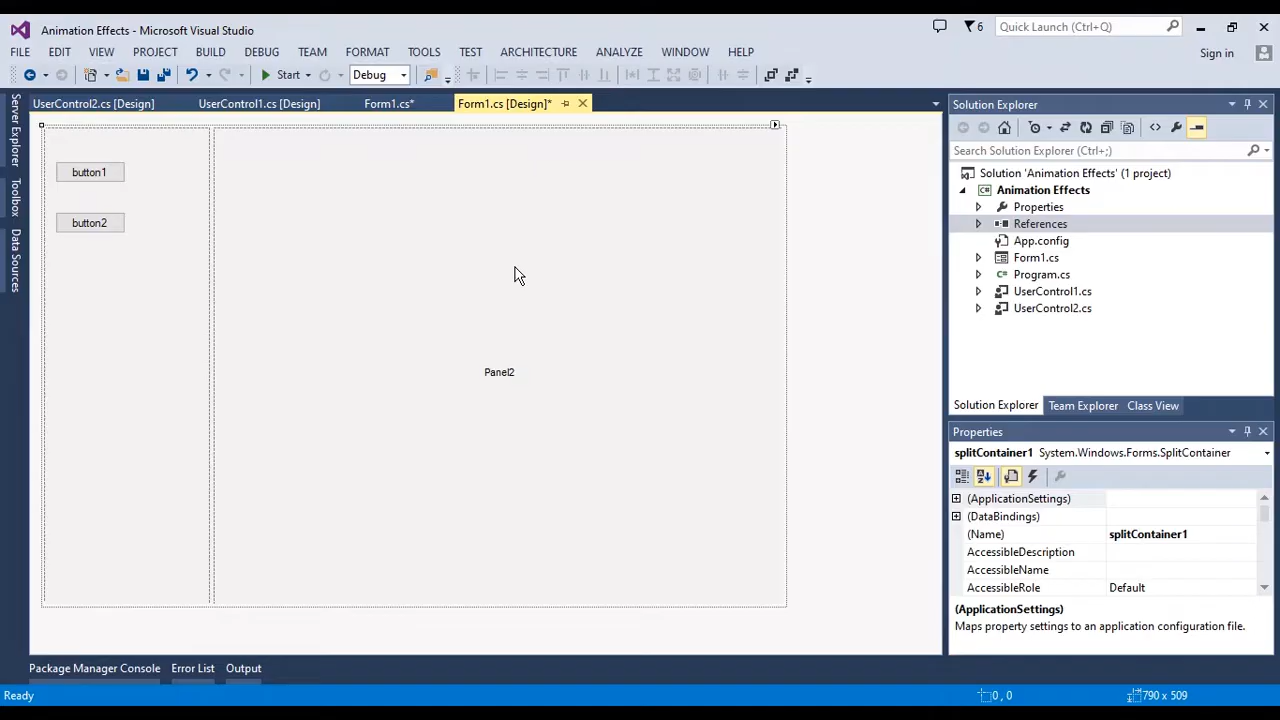 Animation Effects - Microsoft Visual Studio
6
Quick Launch (Ctrl+Q)
FILE EDIT VIEW PROJECT BUILD DEBUG TEAM FORMAT TOOLS TEST ARCHITECTURE ANALYZE WINDOW HELP
Sign in
Start Debug
UserControl2.cs [Design] UserControl1.cs [Design] Form1.cs* Form1.cs [Design]*
Server Explorer
Toolbox
Data Sources
button1
button2
Panel2
Solution Explorer
Search Solution Explorer (Ctrl+;)
Solution 'Animation Effects' (1 project)
Animation Effects
Properties
References
App.config
Form1.cs
Program.cs
UserControl1.cs
UserControl2.cs
Solution Explorer Team Explorer Class View
Properties
splitContainer1 System.Windows.Forms.SplitContainer
(ApplicationSettings)
(DataBindings)
(Name) splitContainer1
AccessibleDescription
AccessibleName
AccessibleRole Default
(ApplicationSettings)
Maps property settings to an application configuration file.
Package Manager Console Error List Output
Ready 0 , 0 790 x 509